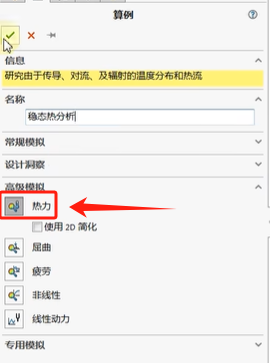 算例
信息
研究由于传导、对流、及辐射的温度分布和热流
名称
稳态热分析
常规模拟
设计洞察
高级模拟
热力
使用 2D 简化
屈曲
疲劳
非线性
线性动力
专用模拟